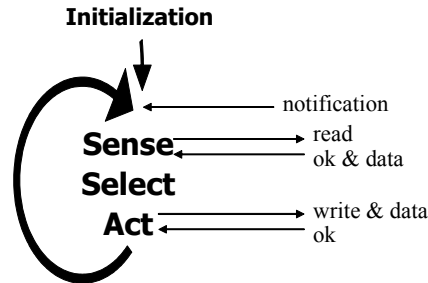 Initialization
notification
Sense
read
ok & data
Select
Act
write & data
ok